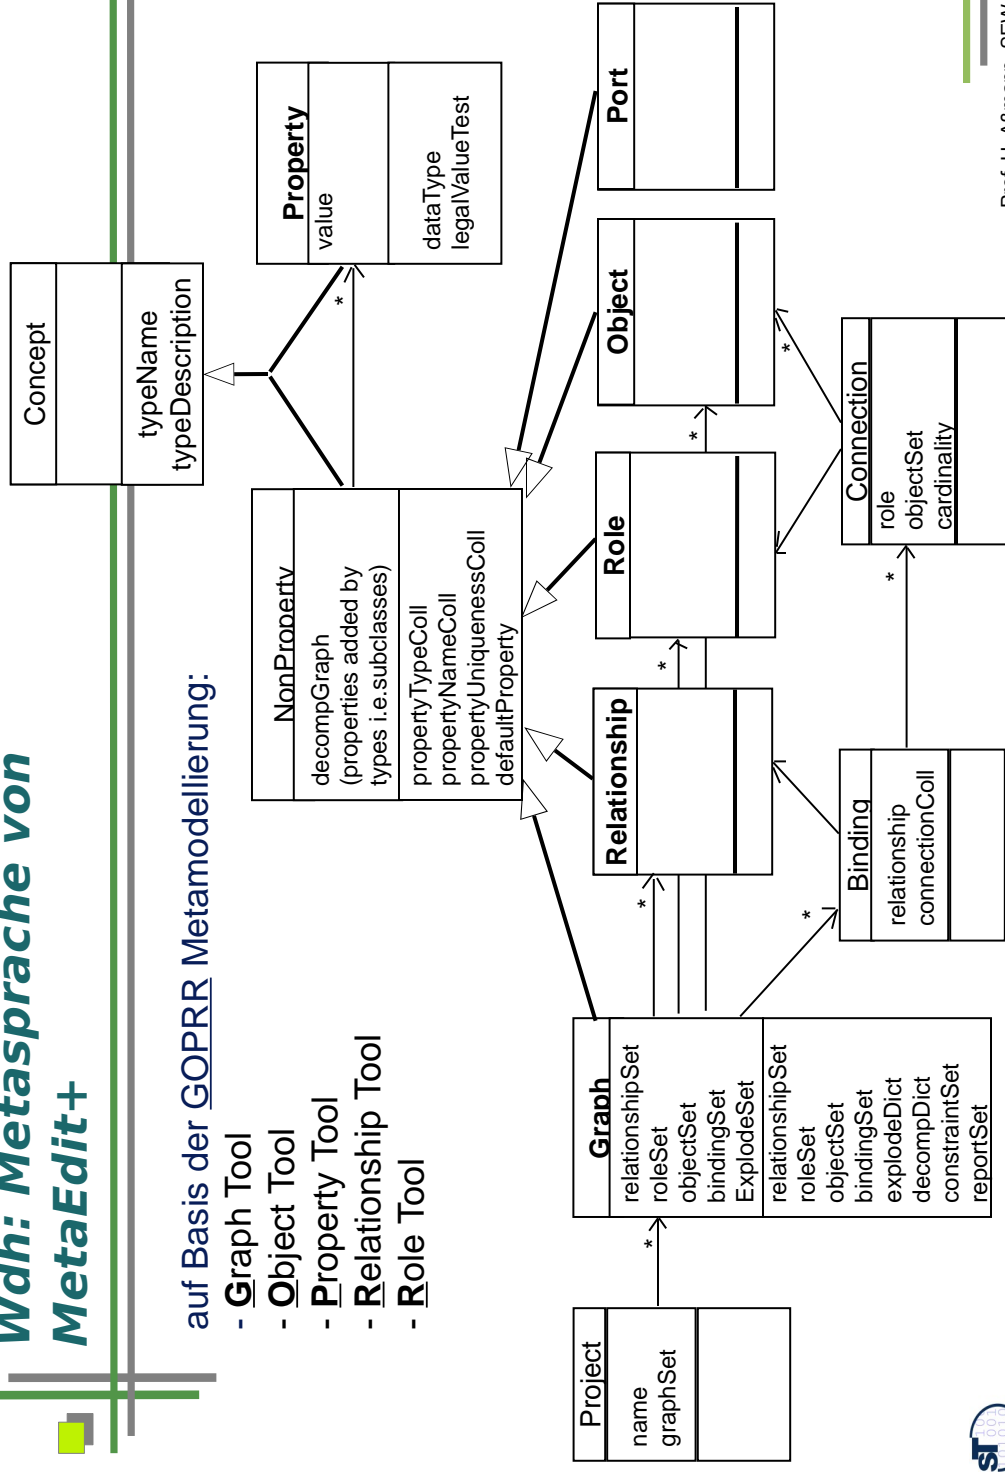 Wdh: Metasprache von
MetaEdit+
auf Basis der GOPRR Metamodellierung:
- Graph Tool
- Object Tool
- Property Tool
- Relationship Tool
- Role Tool
Concept
typeName
typeDescription
Property
value
dataType
legalValueTest
*
NonProperty
decompGraph
(properties added by
types i.e.subclasses)
propertyTypeColl
propertyNameColl
propertyUniquenessColl
defaultProperty
Project
name
graphSet
*
Graph
relationshipSet
roleSet
objectSet
bindingSet
ExplodeSet
relationshipSet
roleSet
objectSet
bindingSet
explodeDict
decompDict
constraintSet
reportSet
*
Relationship
*
Role
*
Object
Port
*
Binding
relationship
connectionColl
*
Connection
role
objectSet
cardinality
*
ST